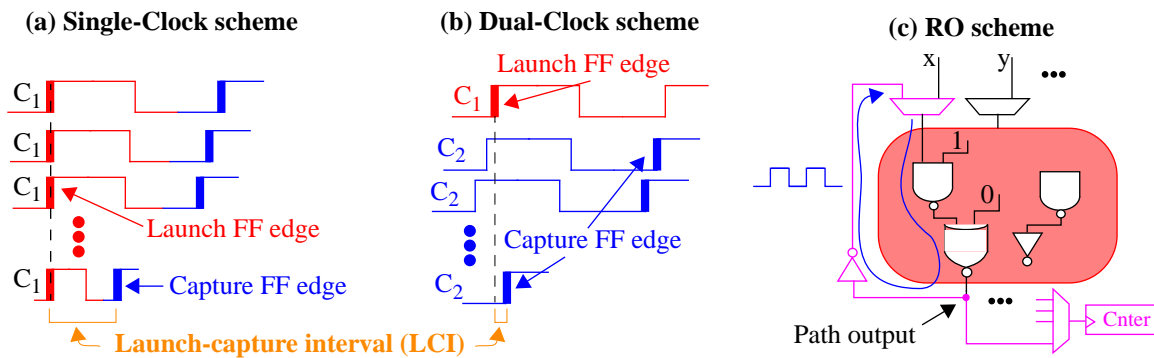 (a) Single-Clock scheme
C1
C1
C1
Launch FF edge
C1
Capture FF edge
(b) Dual-Clock scheme
Launch FF edge
C1
C2
C2
Capture FF edge
C2
Launch-capture interval (LCI)
(c) RO scheme
x
y
1
0
Path output
Cnter